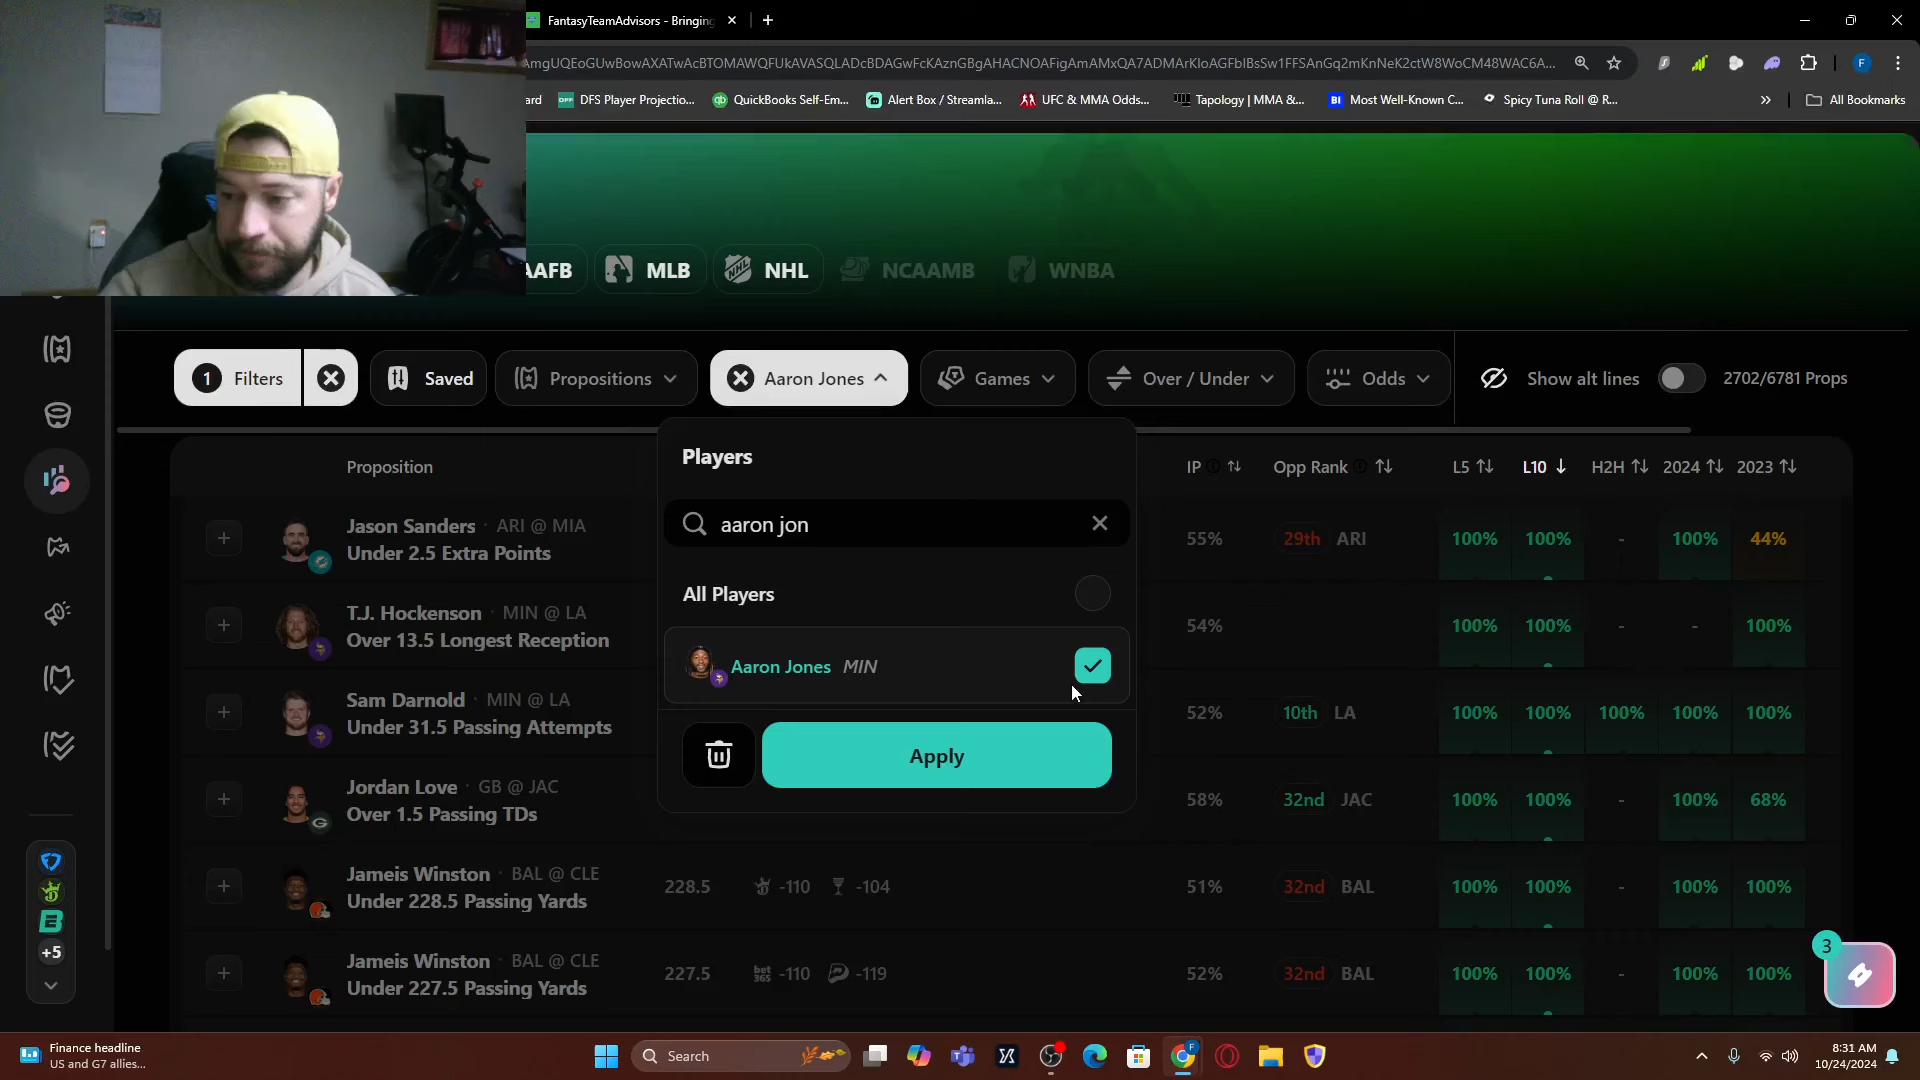 FantasyTeamAdvisors - Bringing
AmgUQEoGUwBowAXATwAcBTOMAWQFUkAVASQLADcBDAGwFcKAznGBgAHACNOAFigAmAMxQA7ADMArKIoAGFbIBsSw1FFSAnGq2mKnNeK2ctW8WoCM48WAC6A...
ard DFS Player Projectio... QuickBooks Self-Em... Alert Box / Streamla... UFC & MMA Odds... Tapology | MMA &... Most Well-Known C... Spicy Tuna Roll @ R... » All Bookmarks
AAFB MLB NHL NCAAMB WNBA
1 Filters Saved Propositions Aaron Jones Games Over / Under Odds Show alt lines 2702/6781 Props
Players
Proposition IP Opp Rank L5 L10 H2H 2024 2023
aaron jon
Jason Sanders · ARI @ MIA
Under 2.5 Extra Points
55% 29th ARI 100% 100% - 100% 44%
All Players
T.J. Hockenson · MIN @ LA
Over 13.5 Longest Reception
54% 100% 100% - - 100%
Aaron Jones MIN
Sam Darnold · MIN @ LA
Under 31.5 Passing Attempts
52% 10th LA 100% 100% 100% 100% 100%
Apply
Jordan Love · GB @ JAC
Over 1.5 Passing TDs
58% 32nd JAC 100% 100% - 100% 68%
Jameis Winston · BAL @ CLE
Under 228.5 Passing Yards
228.5 -110 -104 51% 32nd BAL 100% 100% - 100% 100%
Jameis Winston · BAL @ CLE
Under 227.5 Passing Yards
227.5 bet365 -110 -119 52% 32nd BAL 100% 100% - 100% 100%
+5
3
Finance headline
US and G7 allies...
Search
8:31 AM
10/24/2024